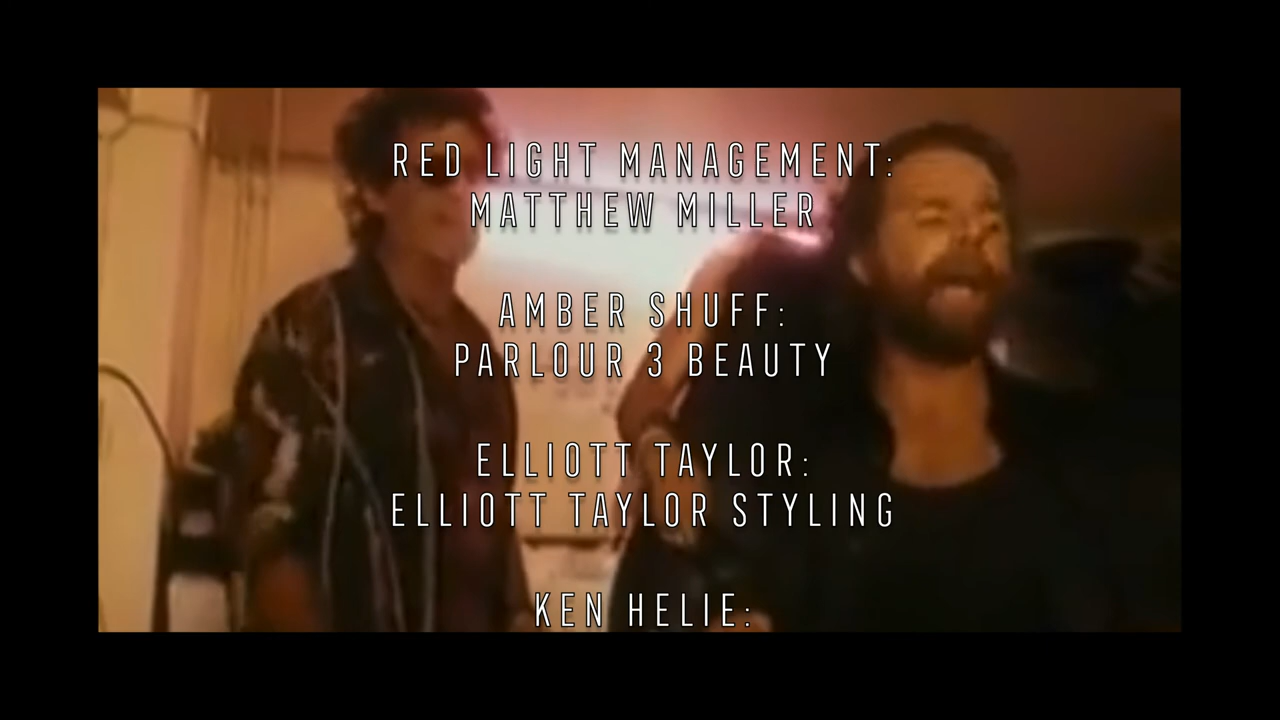 RED LIGHT MANAGEMENT:
MATTHEW MILLER
AMBER SHUFF:
PARLOUR 3 BEAUTY
ELLIOTT TAYLOR:
ELLIOTT TAYLOR STYLING
KEN HELIE: